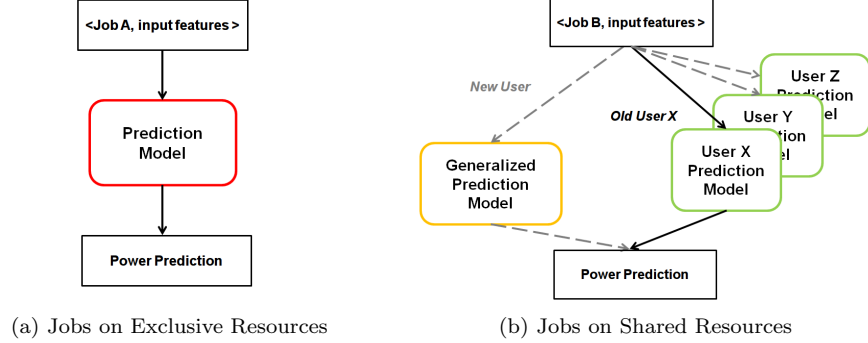 <Job A, input features >
Prediction
Model
Power Prediction
(a) Jobs on Exclusive Resources
<Job B, input features >
New User
Old User X
User Z
Prediction
User Y
User X
Prediction
Model
Generalized
Prediction
Model
Power Prediction
(b) Jobs on Shared Resources